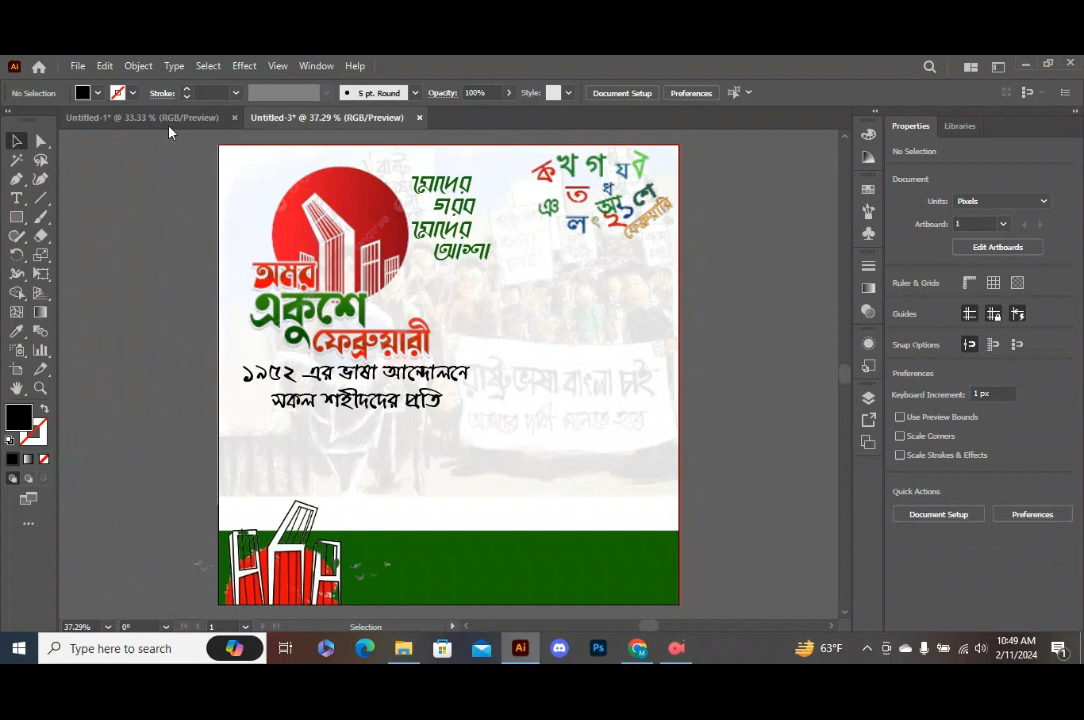 File Edit Object Type Select Effect View Window Help
No Selection Stroke: 5 pt. Round Opacity: 100% Style: Document Setup Preferences
Untitled-1* @ 33.33 % (RGB/Preview) Untitled-3* @ 37.29 % (RGB/Preview)
Properties Libraries
No Selection
Document
Units: Pixels
Artboard: 1
Edit Artboards
Ruler & Grids
Guides
Snap Options
Preferences
Keyboard Increment: 1 px
Use Preview Bounds
Scale Corners
Scale Strokes & Effects
Quick Actions
Document Setup Preferences
মোদের
গরব
মোদের
আশা
ক খ গ য র
ঞ ত ধ
ল ৎ ২১শে
ফেব্রুয়ারি
অমর
একুশে
ফেব্রুয়ারী
১৯৫২ এর ভাষা আন্দোলনে
সকল শহীদদের প্রতি
রাষ্ট্র ভাষা বাংলা চাই
37.29% 0° 1 Selection
Type here to search
63°F
10:49 AM
2/11/2024